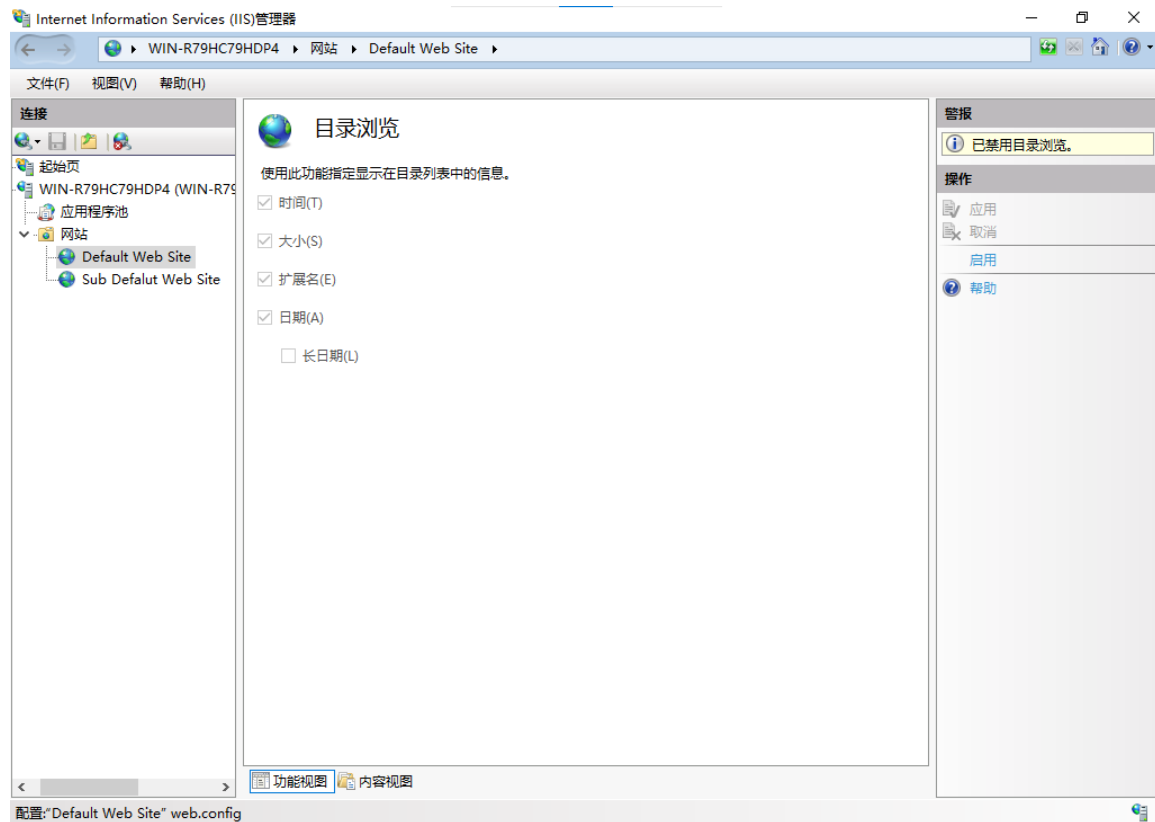 Internet Information Services (IIS)管理器
WIN-R79HC79HDP4 网站 Default Web Site
文件(F) 视图(V) 帮助(H)
连接
起始页
WIN-R79HC79HDP4 (WIN-R79
应用程序池
网站
Default Web Site
Sub Defalut Web Site
目录浏览
使用此功能指定显示在目录列表中的信息。
时间(T)
大小(S)
扩展名(E)
日期(A)
长日期(L)
功能视图 内容视图
警报
已禁用目录浏览。
操作
应用
取消
启用
帮助
配置:“Default Web Site” web.config